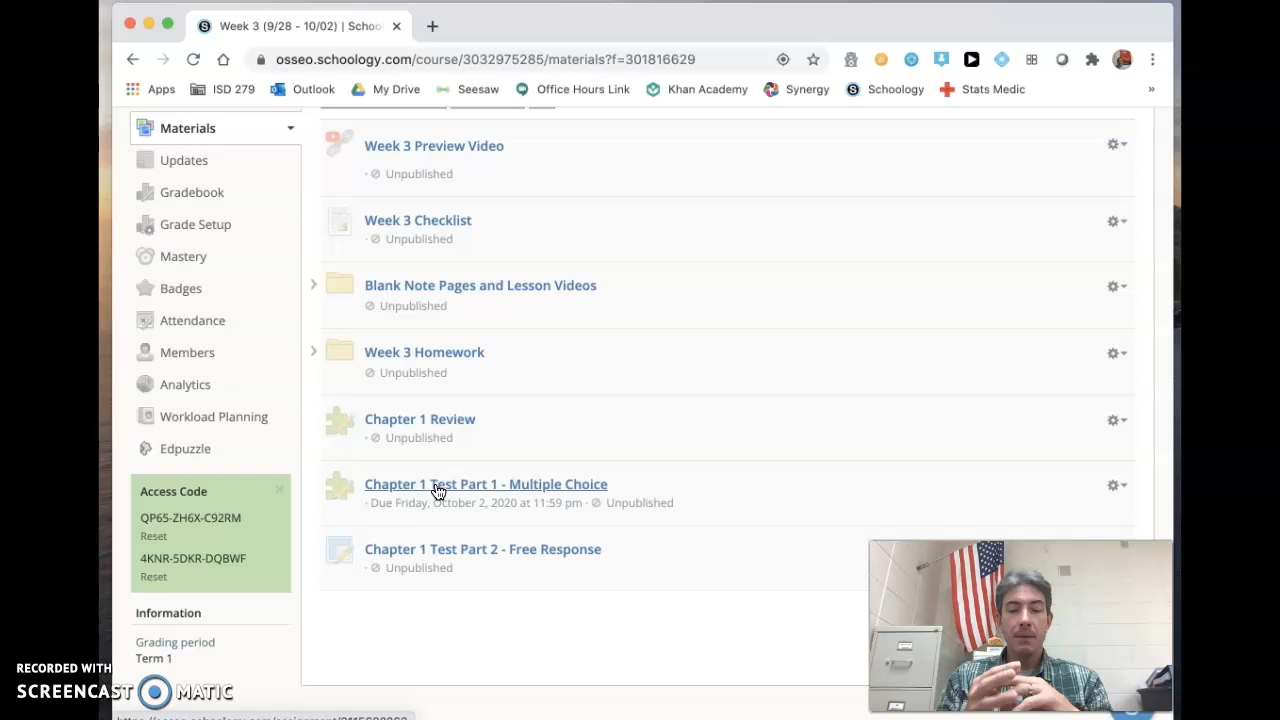 Week 3 (9/28 - 10/02) | Schoo
osseo.schoology.com/course/3032975285/materials?f=301816629
Apps ISD 279 Outlook My Drive Seesaw Office Hours Link Khan Academy Synergy Schoology Stats Medic »
Materials
Updates
Gradebook
Grade Setup
Mastery
Badges
Attendance
Members
Analytics
Workload Planning
Edpuzzle
Access Code
QP65-ZH6X-C92RM
Reset
4KNR-5DKR-DQBWF
Reset
Information
Grading period
Term 1
Week 3 Preview Video
· Unpublished
Week 3 Checklist
· Unpublished
Blank Note Pages and Lesson Videos
Unpublished
Week 3 Homework
Unpublished
Chapter 1 Review
· Unpublished
Chapter 1 Test Part 1 - Multiple Choice
· Due Friday, October 2, 2020 at 11:59 pm · Unpublished
Chapter 1 Test Part 2 - Free Response
· Unpublished
RECORDED WITH
SCREENCAST MATIC